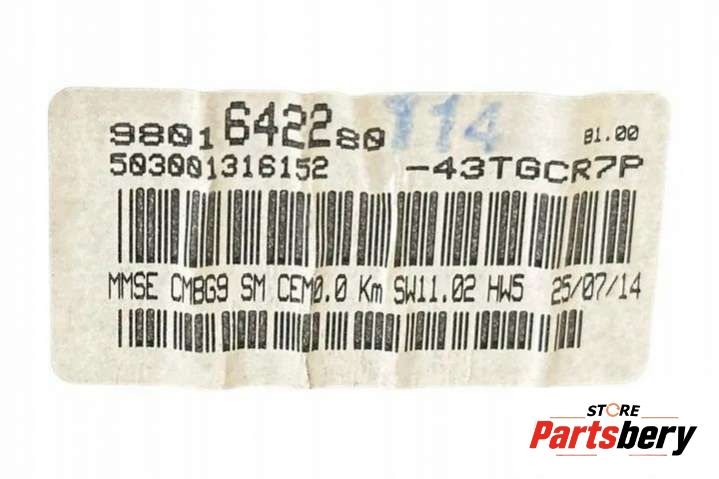 9801642280 114 81.00
503001316152 -43TGCR7P
MMSE CMBG9 SM CEM0.0 Km SW11.02 HW5 25/07/14
STORE
Partsbery